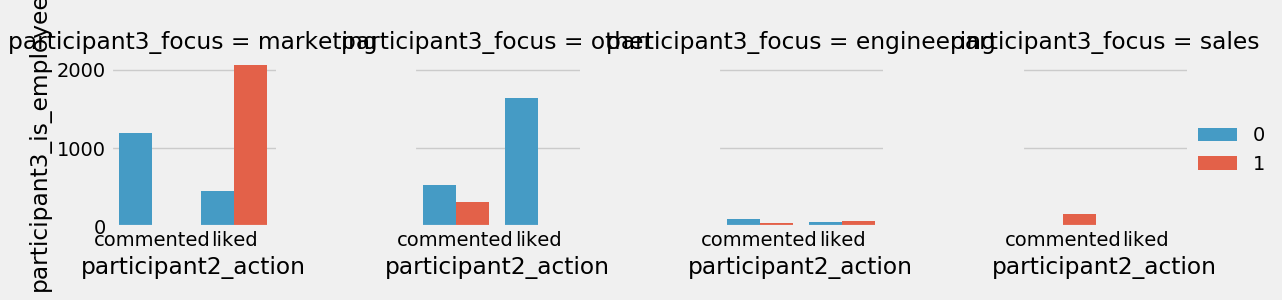 participant3_focus = marketing
participant3_focus = other
participant3_focus = engineering
participant3_focus = sales
participant3_is_employee
2000
1000
0
commented liked
commented liked
commented liked
commented liked
participant2_action
participant2_action
participant2_action
participant2_action
0
1